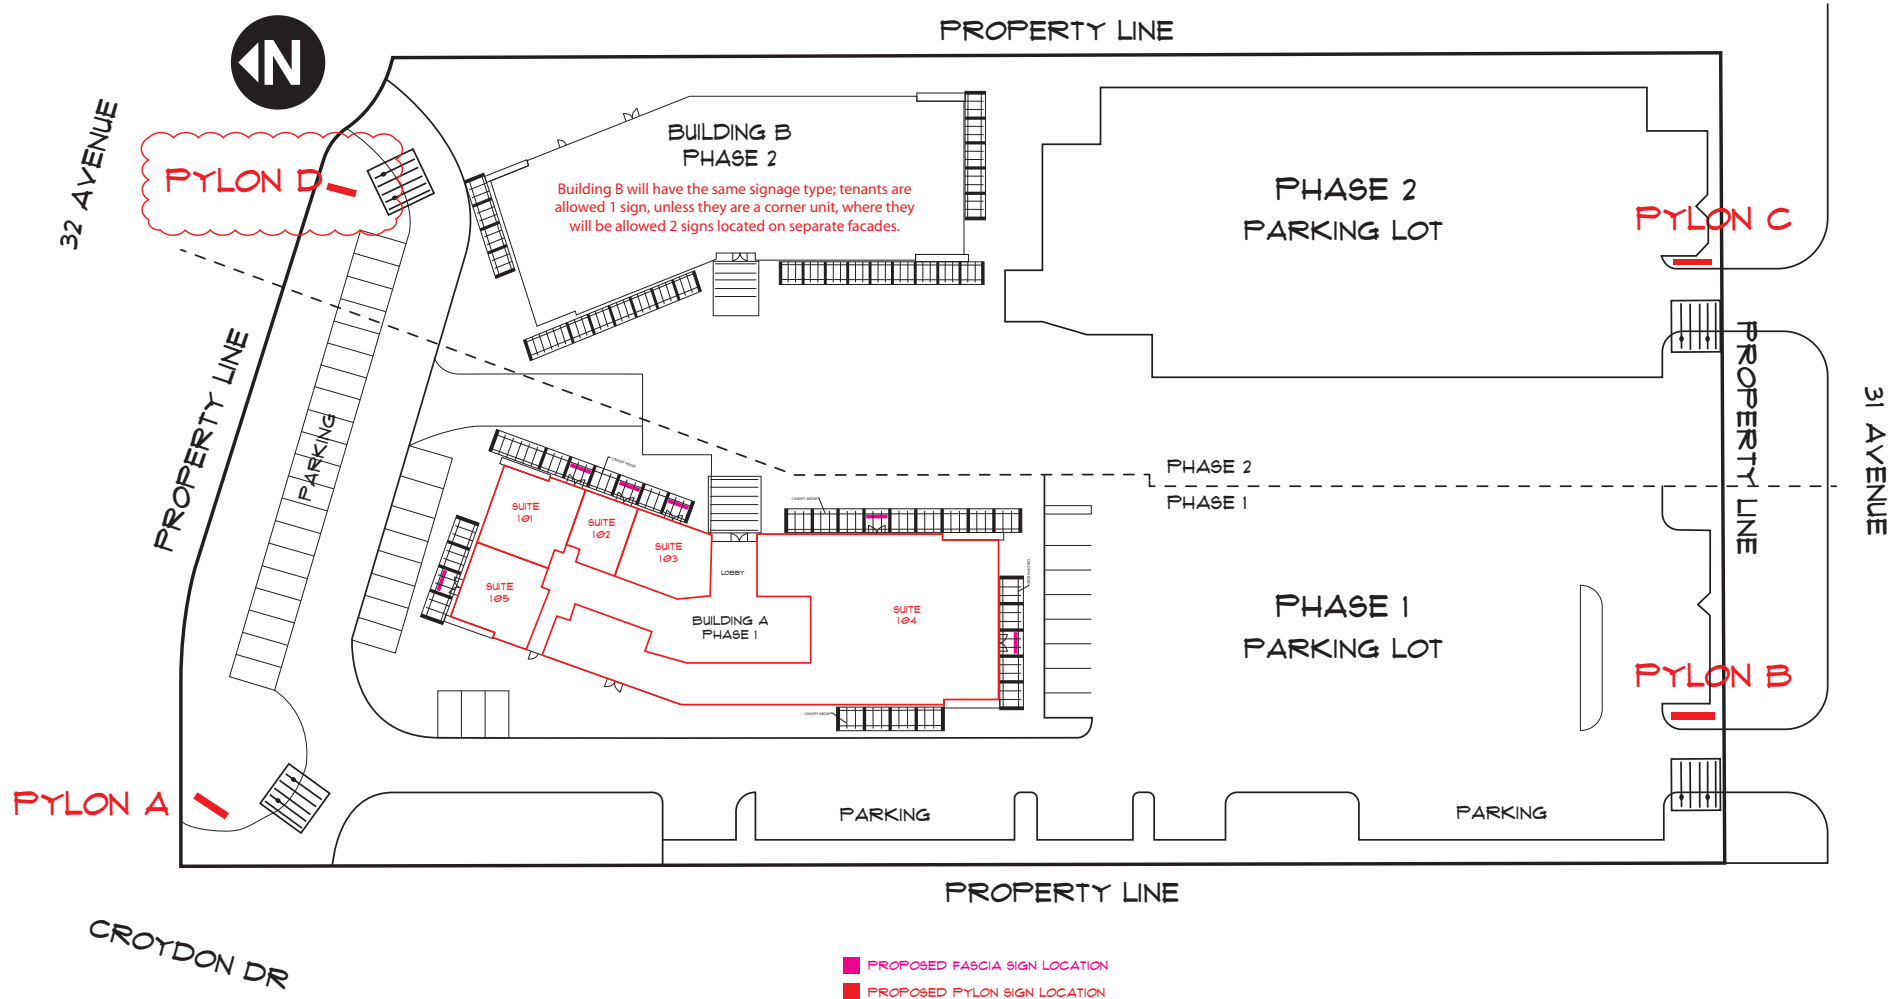 PROPERTY LINE
N
32 AVENUE
PYLON D
BUILDING B
PHASE 2
Building B will have the same signage type; tenants are
allowed 1 sign, unless they are a corner unit, where they
will be allowed 2 signs located on separate facades.
PHASE 2
PARKING LOT
PYLON C
PROPERTY LINE
PARKING
PROPERTY LINE
31 AVENUE
PHASE 2
PHASE 1
CANOPY ABOVE
SUITE
101
SUITE
102
SUITE
103
SUITE
105
LOBBY
BUILDING A
PHASE 1
SUITE
104
CANOPY ABOVE
PHASE 1
PARKING LOT
PYLON B
PYLON A
PARKING
PARKING
PROPERTY LINE
CROYDON DR
PROPOSED FASCIA SIGN LOCATION
PROPOSED PYLON SIGN LOCATION